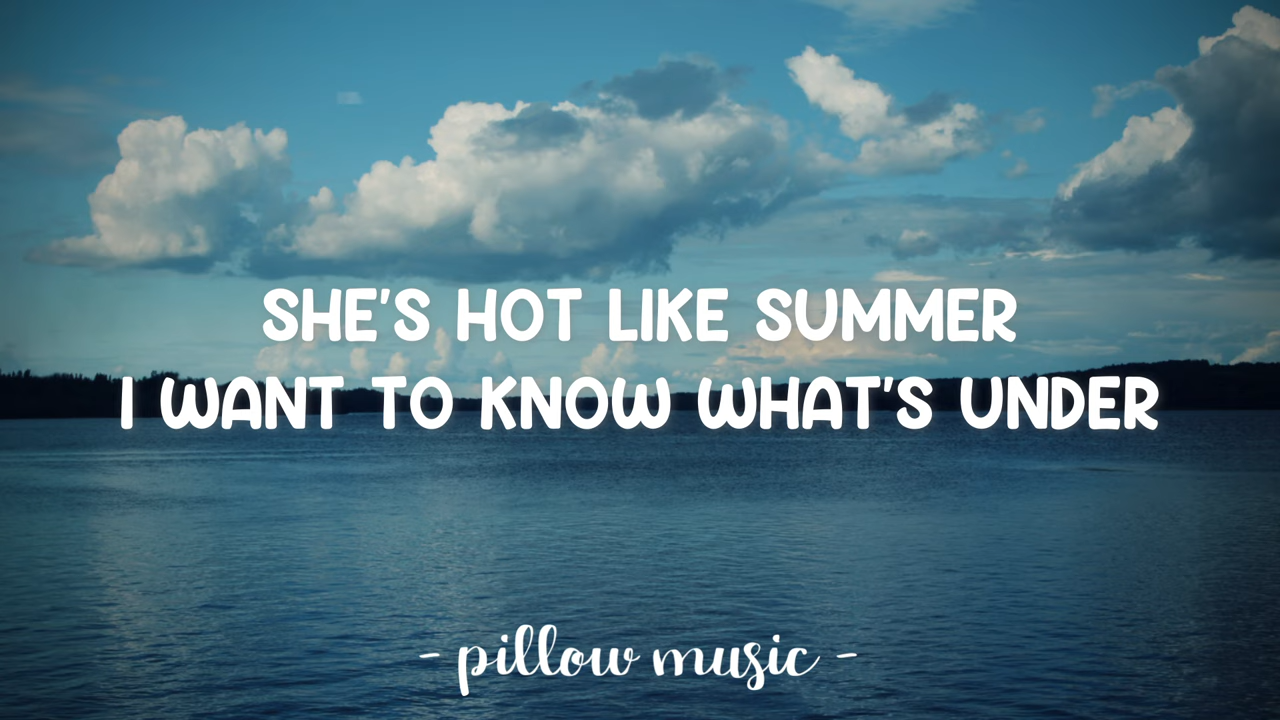 SHE'S HOT LIKE SUMMER
I WANT TO KNOW WHAT'S UNDER
- pillow music -